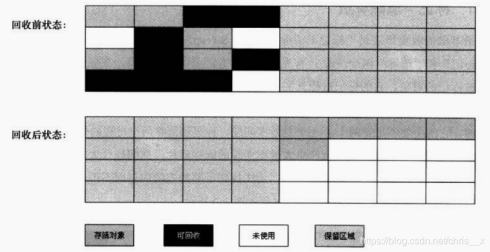 回收前状态：
回收后状态：
存活对象
可回收
未使用
保留区域
https://blog.csdn.net/chris__x